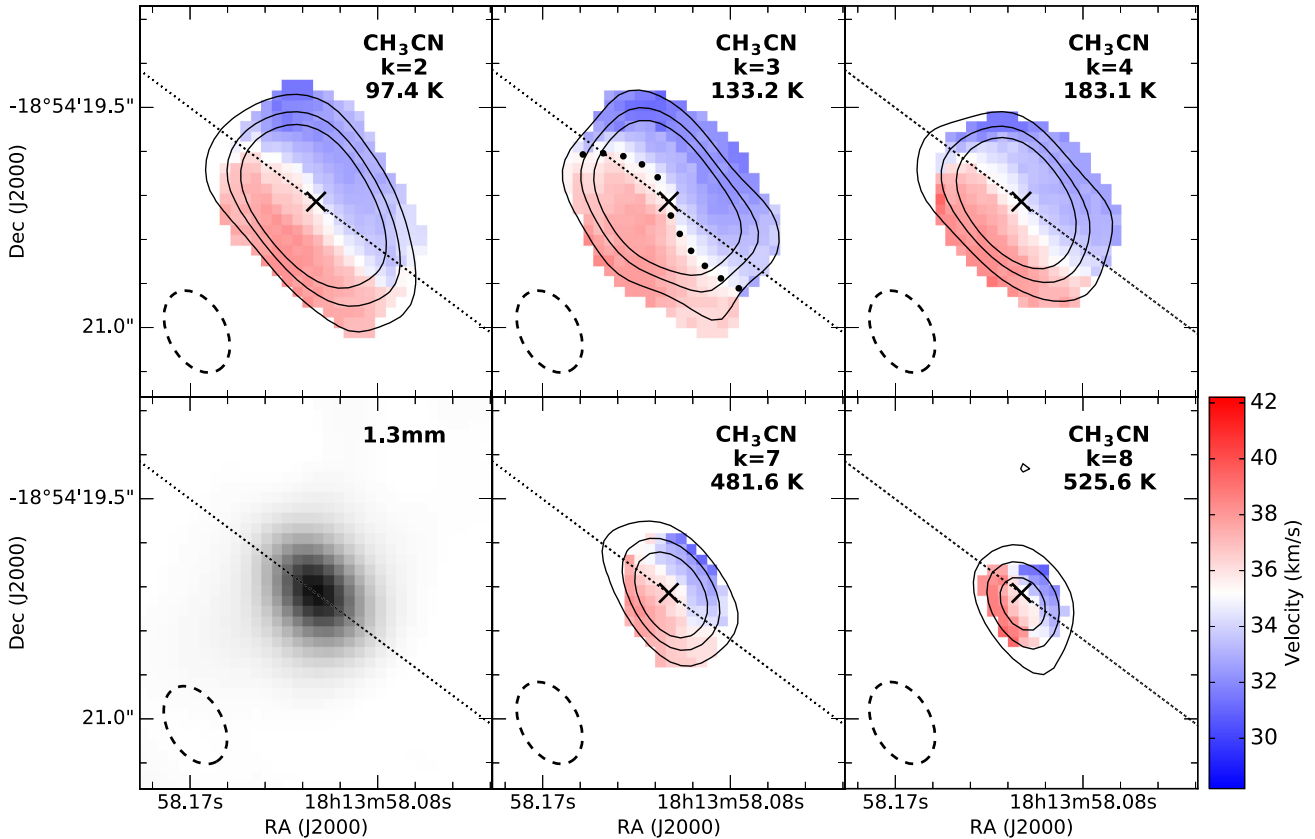 CH₃CN
k=2
97.4 K
CH₃CN
k=3
133.2 K
CH₃CN
k=4
183.1 K
-18°54'19.5"
21.0"
Dec (J2000)
1.3mm
CH₃CN
k=7
481.6 K
CH₃CN
k=8
525.6 K
-18°54'19.5"
21.0"
Dec (J2000)
58.17s
18h13m58.08s
RA (J2000)
58.17s
18h13m58.08s
RA (J2000)
58.17s
18h13m58.08s
RA (J2000)
42
40
38
36
34
32
30
Velocity (km/s)